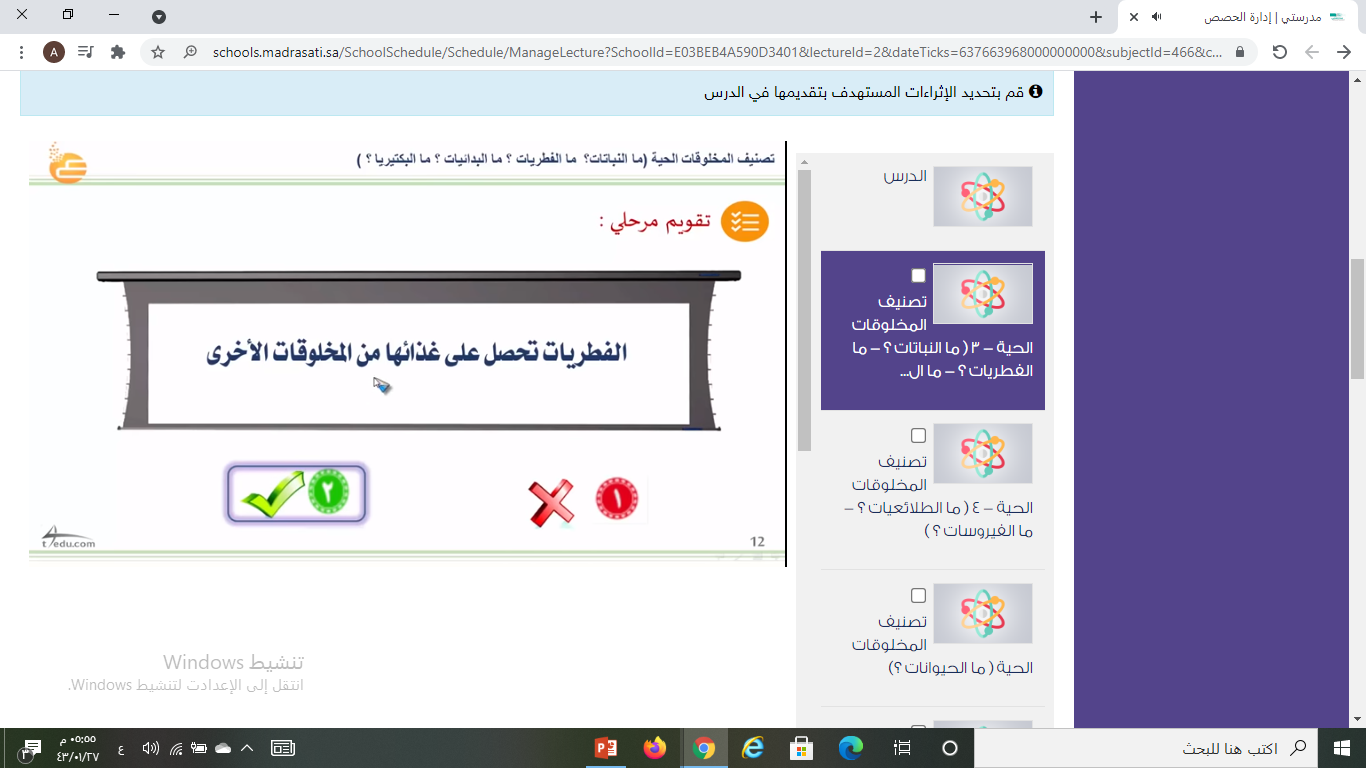 مدرستي | إدارة الحصص
schools.madrasati.sa/SchoolSchedule/Schedule/ManageLecture?SchoolId=E03BEB4A590D3401&lectureId=2&dateTicks=637663968000000000&subjectId=466&c...
A
قم بتحديد الإثراءات المستهدف بتقديمها في الدرس
تصنيف المخلوقات الحية (ما النباتات؟ ما الفطريات ؟ ما البدائيات ؟ ما البكتيريا ؟ )
تقويم مرحلي :
الفطريات تحصل على غذائها من المخلوقات الأخرى
١
٢
t4edu.com
12
الدرس
تصنيف
المخلوقات
الحية – ٣ ( ما النباتات ؟ – ما
الفطريات ؟ – ما ال...
تصنيف
المخلوقات
الحية – ٤ ( ما الطلائعيات ؟ –
ما الفيروسات ؟ )
تصنيف
المخلوقات
الحية ( ما الحيوانات ؟)
تنشيط Windows
انتقل إلى الإعدادت لتنشيط Windows.
اكتب هنا للبحث
ع
٠٥:٥٥ م
٤٣/٠١/٢٧
٣